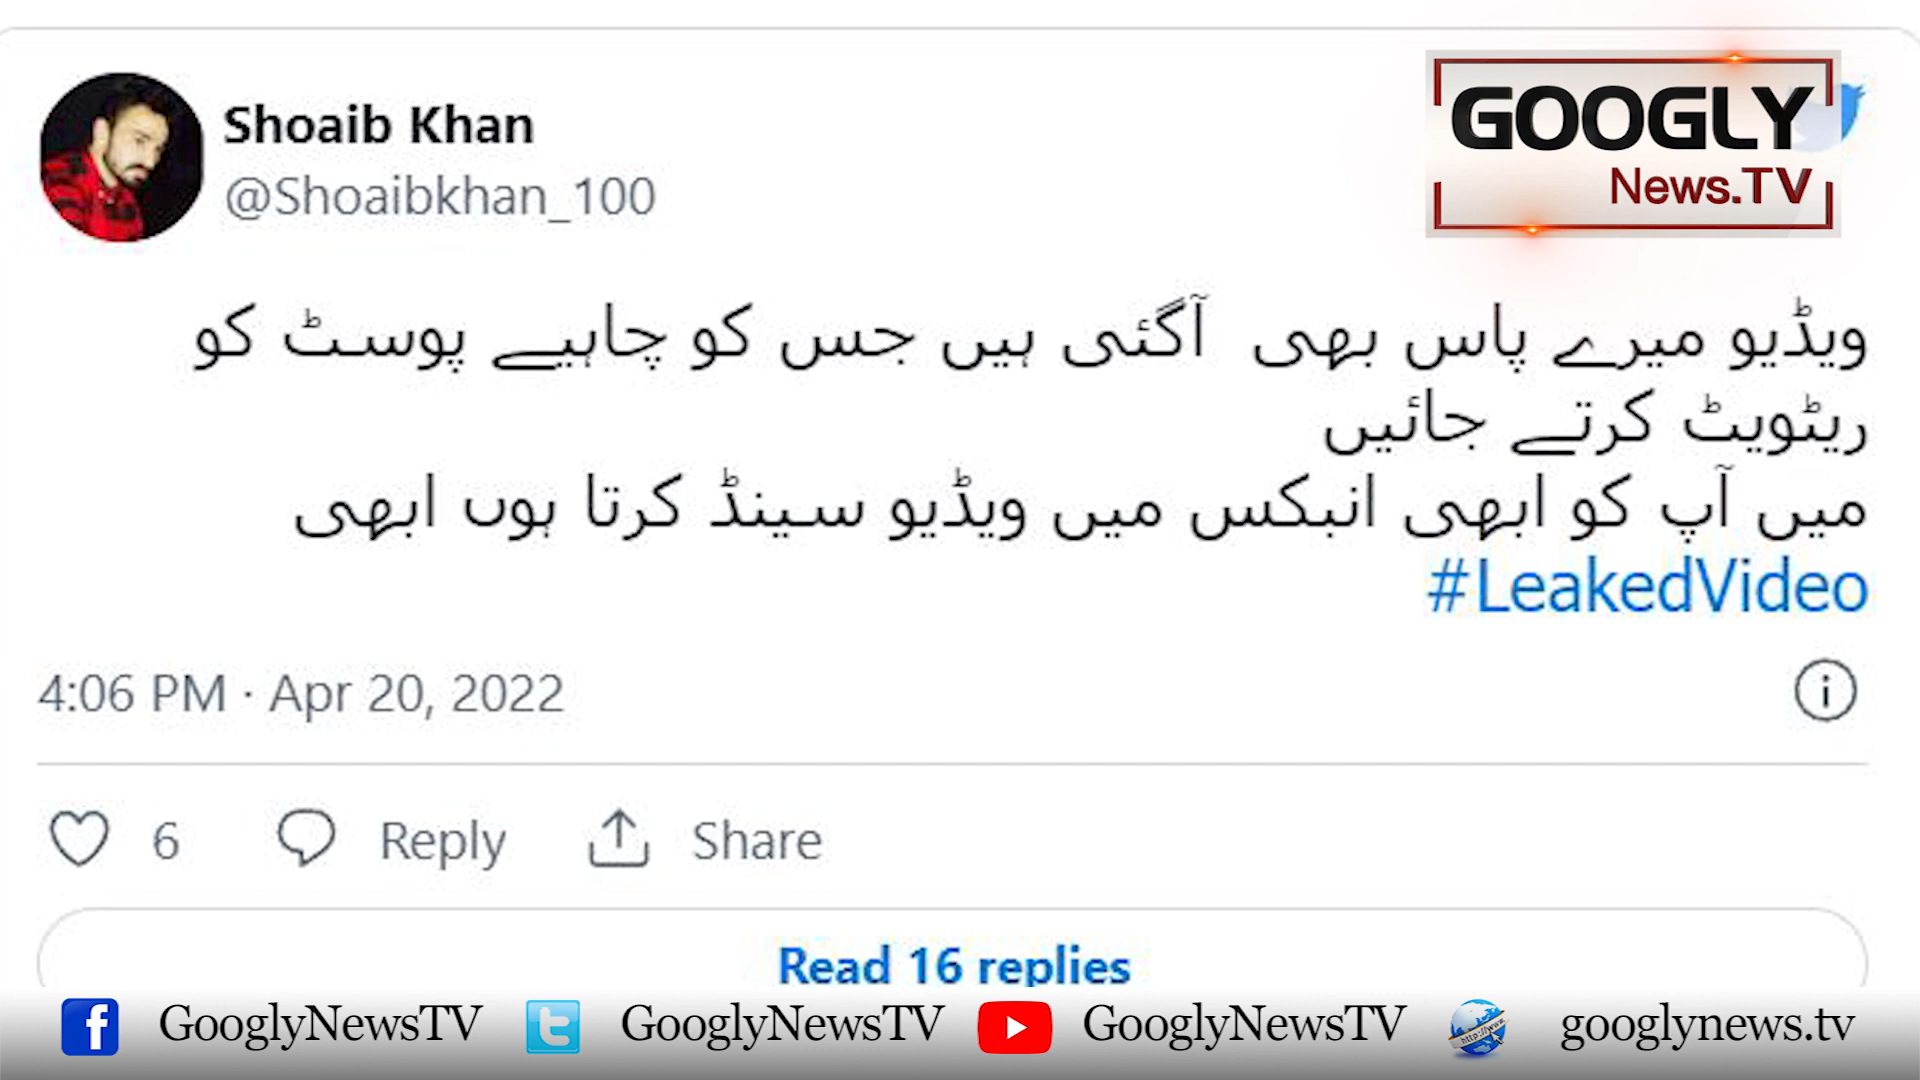 Shoaib Khan
@Shoaibkhan_100
GOOGLY
News.TV
ویڈیو میرے پاس بھی آگئی ہیں جس کو چاہیے پوسٹ کو
ریٹویٹ کرتے جائیں
میں آپ کو ابھی انبکس میں ویڈیو سینڈ کرتا ہوں ابھی
#LeakedVideo
4:06 PM · Apr 20, 2022
6 Reply Share
Read 16 replies
GooglyNewsTV GooglyNewsTV GooglyNewsTV googlynews.tv